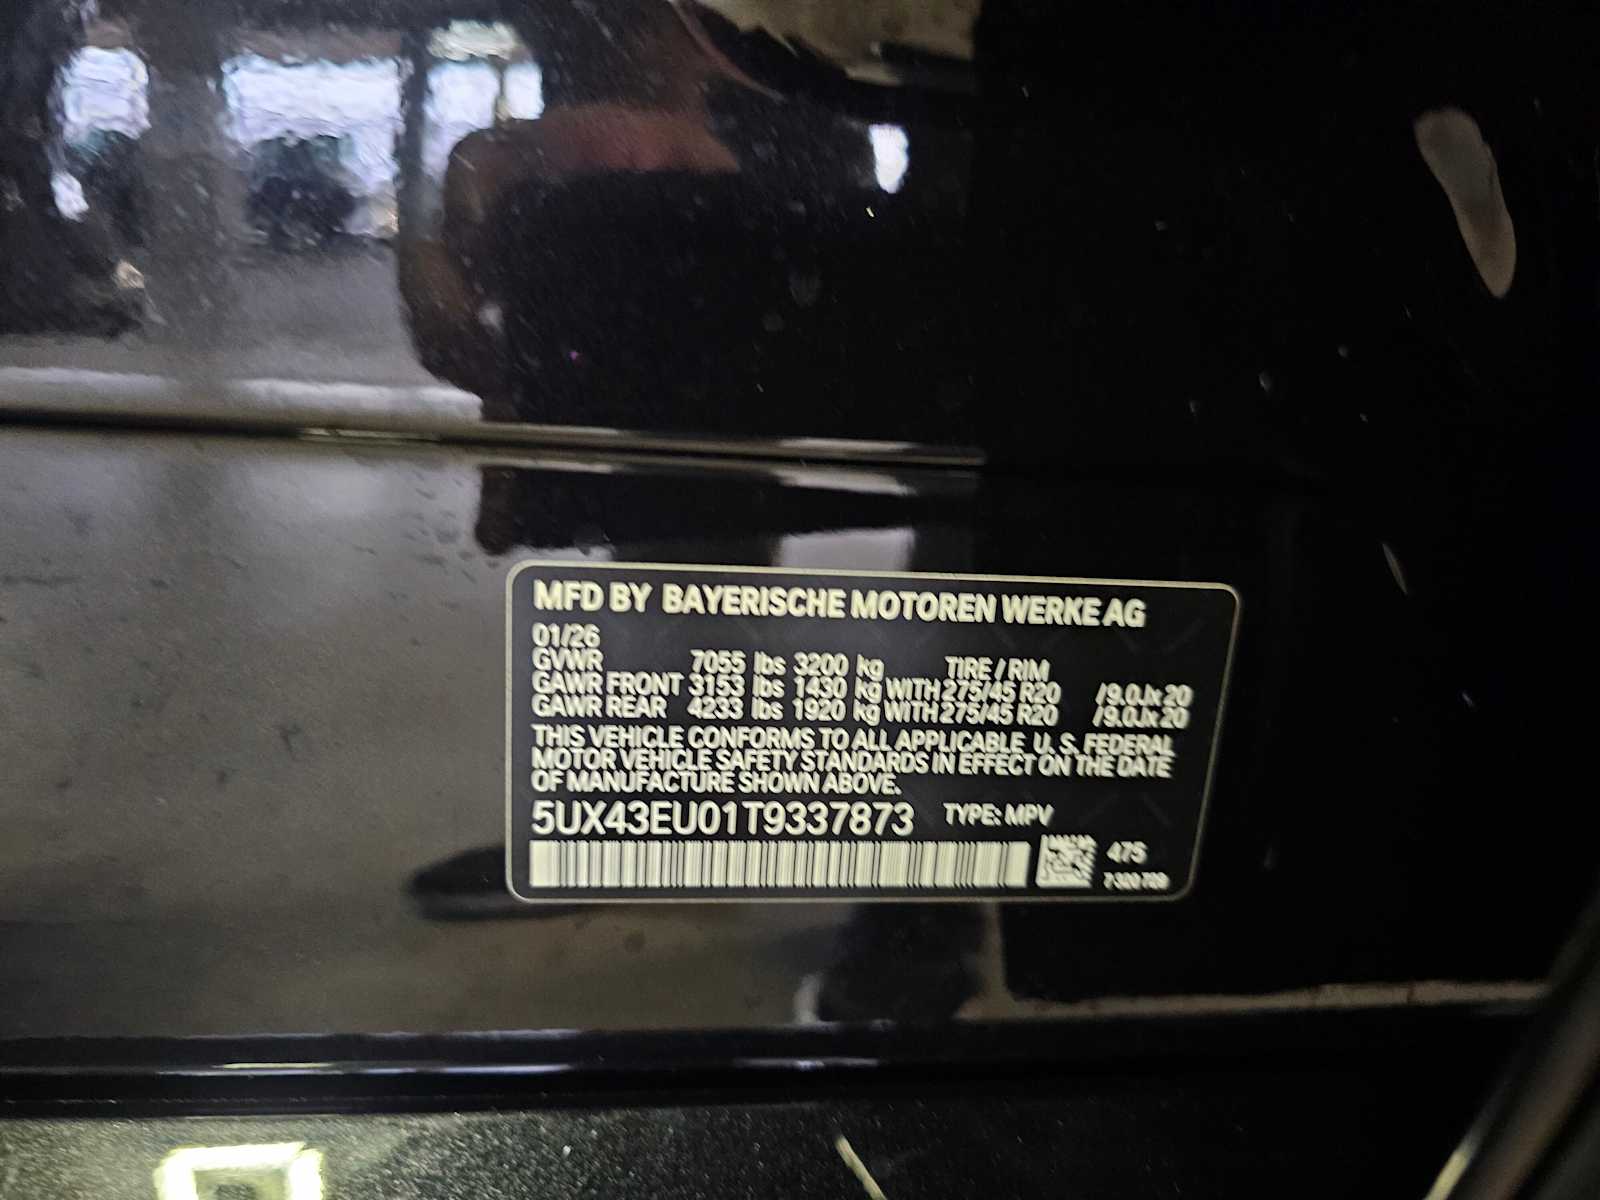 MFD BY BAYERISCHE MOTOREN WERKE AG
01/26
GVWR 7055 lbs 3200 kg TIRE / RIM
GAWR FRONT 3153 lbs 1430 kg WITH 275/45 R20 /9.0Jx20
GAWR REAR 4233 lbs 1920 kg WITH 275/45 R20 /9.0Jx20
THIS VEHICLE CONFORMS TO ALL APPLICABLE U. S. FEDERAL
MOTOR VEHICLE SAFETY STANDARDS IN EFFECT ON THE DATE
OF MANUFACTURE SHOWN ABOVE.
5UX43EU01T9337873 TYPE: MPV
475